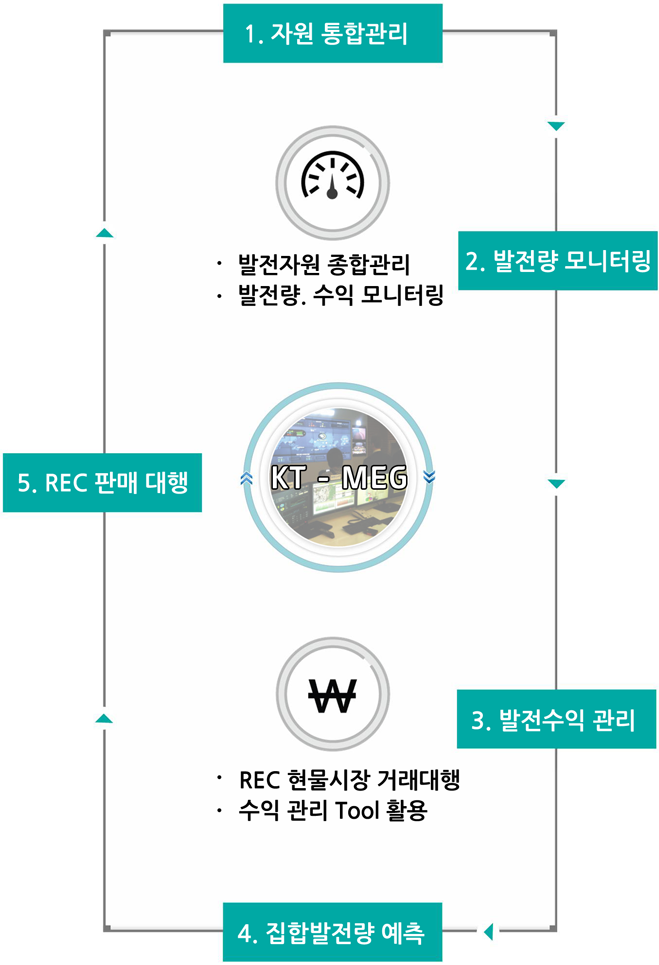 1. 자원 통합관리
발전자원 종합관리
발전량. 수익 모니터링
2. 발전량 모니터링
KT - MEG
5. REC 판매 대행
3. 발전수익 관리
₩
REC 현물시장 거래대행
수익 관리 Tool 활용
4. 집합발전량 예측